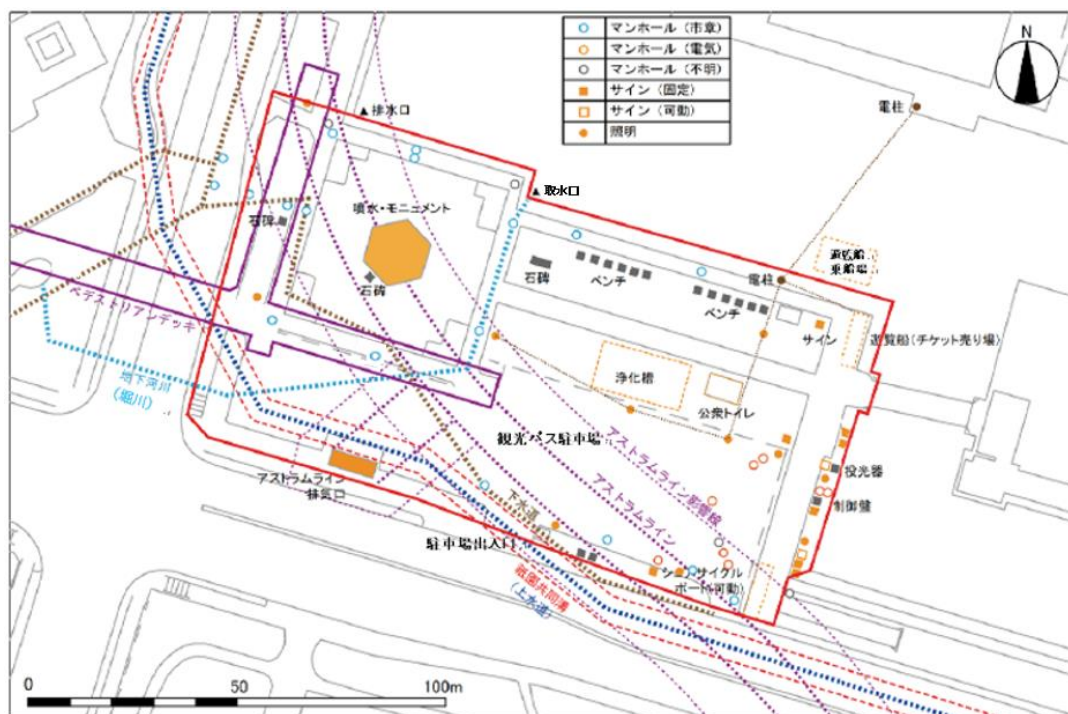 マンホール（市章）
マンホール（電気）
マンホール（不明）
サイン（固定）
サイン（可動）
照明
N
電柱
▲排水口
▲取水口
噴水・モニュメント
石碑
石碑
石碑
ベンチ
ベンチ
電柱
遊覧船
乗船場
サイン
遊覧船（チケット売り場）
ペデストリアンデッキ
地下河川
（堀川）
浄化槽
公衆トイレ
観光バス駐車場
アストラムライン影響線
アストラムライン
投光器
制御盤
アストラムライン
排気口
下水道
駐車場出入口
祇園共同溝
（上水道）
シェアサイクル
ポート（可動）
0
50
100m